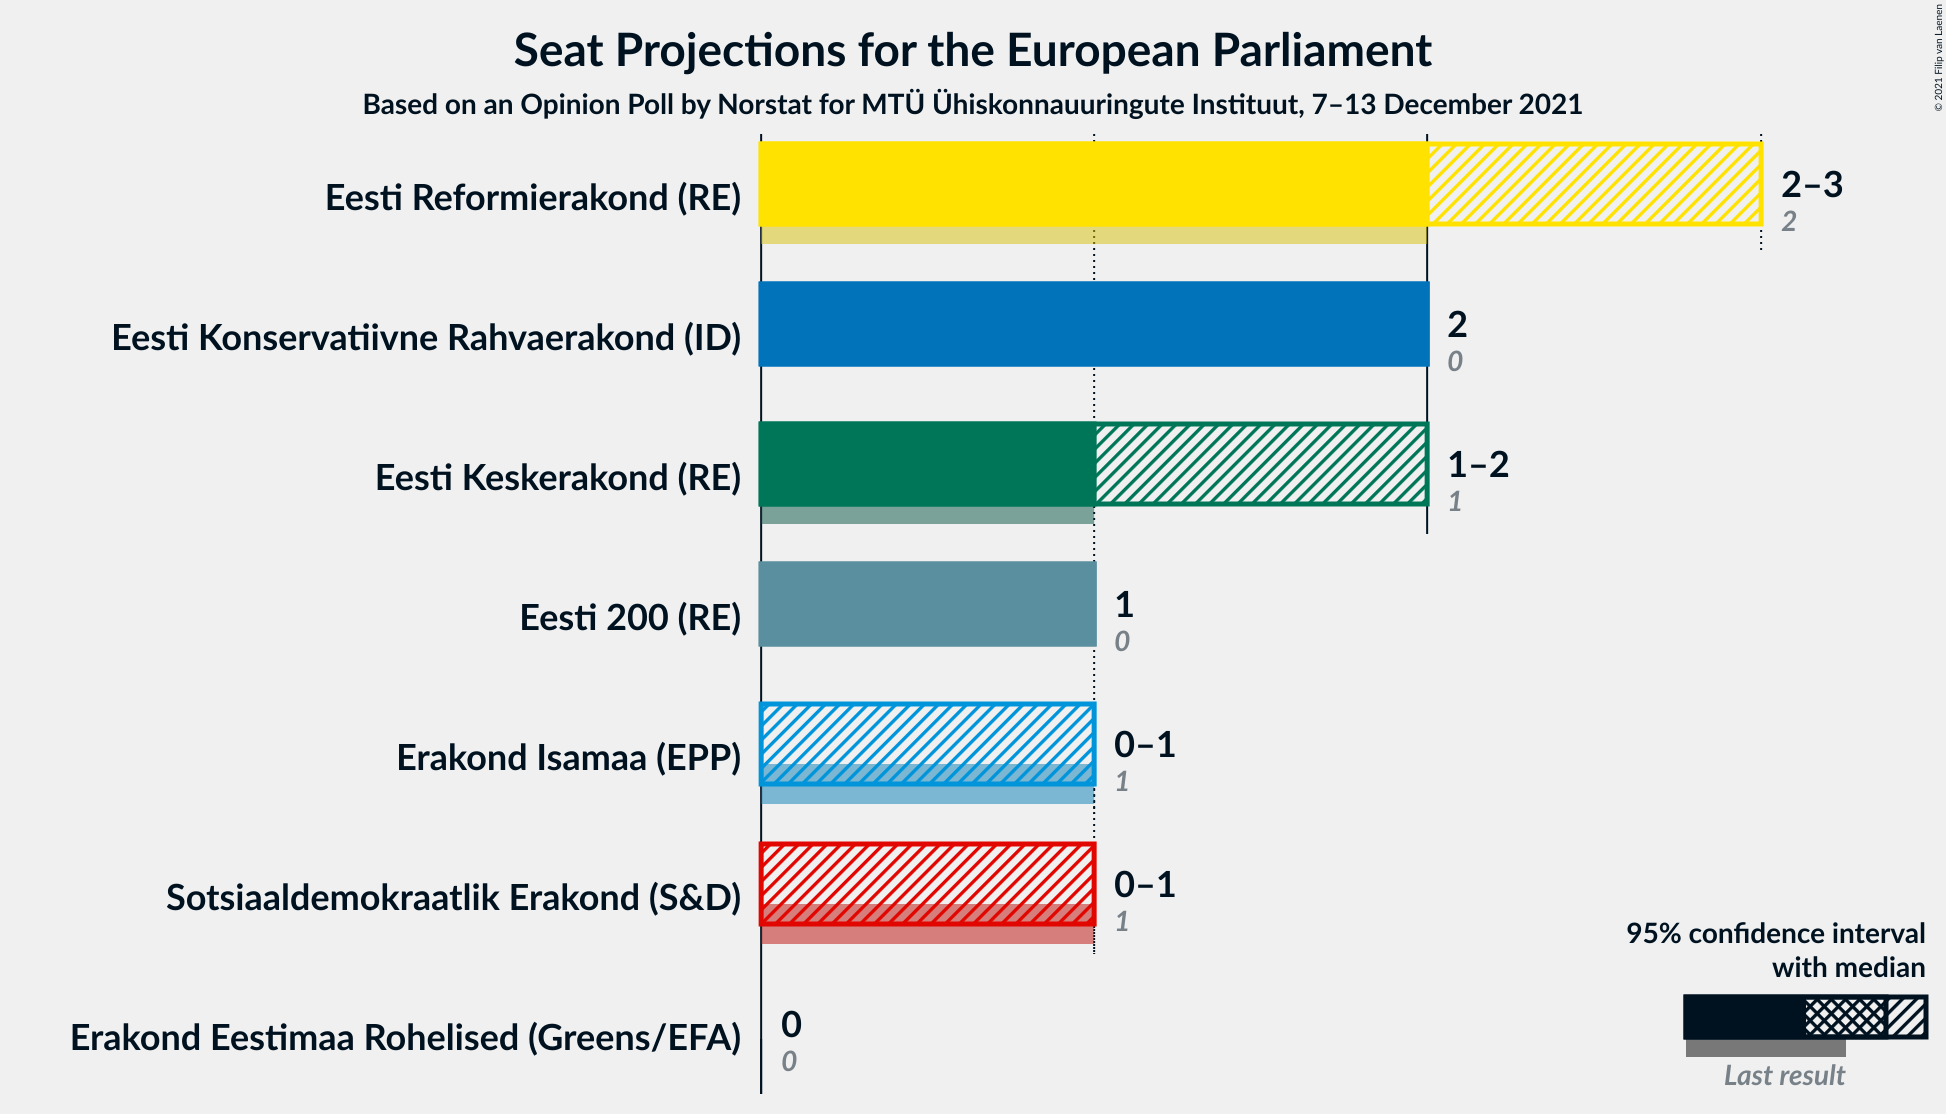 Seat Projections for the European Parliament
Based on an Opinion Poll by Norstat for MTÜ Ühiskonnauuringute Instituut, 7–13 December 2021
© 2021 Filip van Laenen
Eesti Reformierakond (RE)
2–3
2
Eesti Konservatiivne Rahvaerakond (ID)
2
0
Eesti Keskerakond (RE)
1–2
1
Eesti 200 (RE)
1
0
Erakond Isamaa (EPP)
0–1
1
Sotsiaaldemokraatlik Erakond (S&D)
0–1
1
Erakond Eestimaa Rohelised (Greens/EFA)
0
0
95% confidence interval
with median
Last result